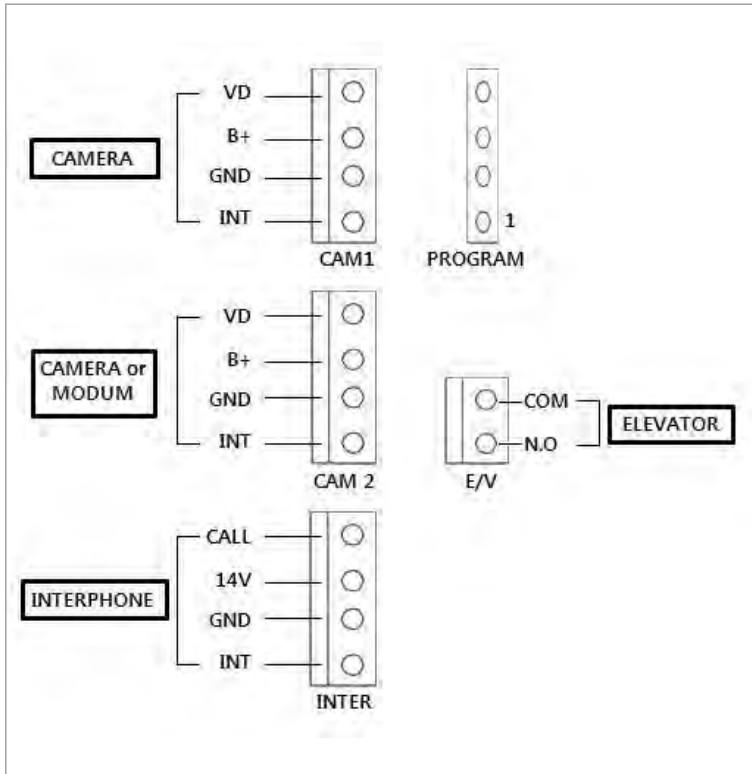 VD
B+
CAMERA
GND
INT
1
CAM1
PROGRAM
VD
CAMERA or
MODUM
B+
GND
INT
COM
N.O
ELEVATOR
CAM 2
E/V
CALL
14V
INTERPHONE
GND
INT
INTER